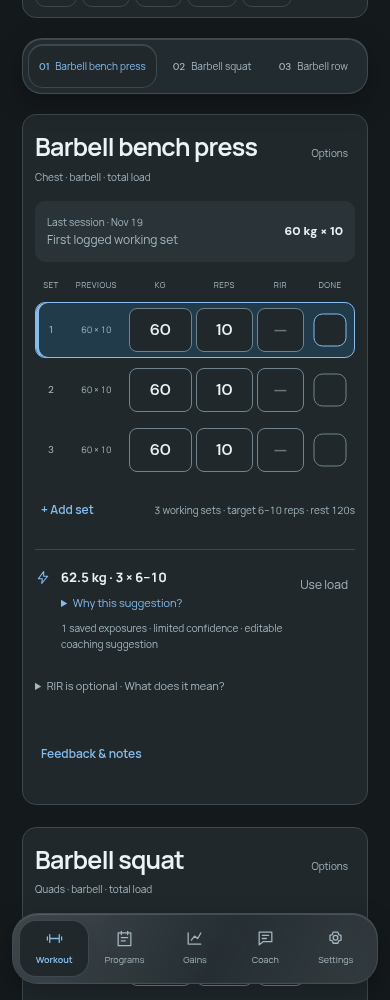 01 Barbell bench press 02 Barbell squat 03 Barbell row
Barbell bench press
Options
Chest · barbell · total load
Last session · Nov 19
First logged working set
60 kg × 10
SET PREVIOUS KG REPS RIR DONE
1 60 × 10 60 10 —
2 60 × 10 60 10 —
3 60 × 10 60 10 —
+ Add set
3 working sets · target 6–10 reps · rest 120s
62.5 kg · 3 × 6–10
Use load
Why this suggestion?
1 saved exposures · limited confidence · editable
coaching suggestion
RIR is optional · What does it mean?
Feedback & notes
Barbell squat
Options
Quads · barbell · total load
Workout Programs Gains Coach Settings